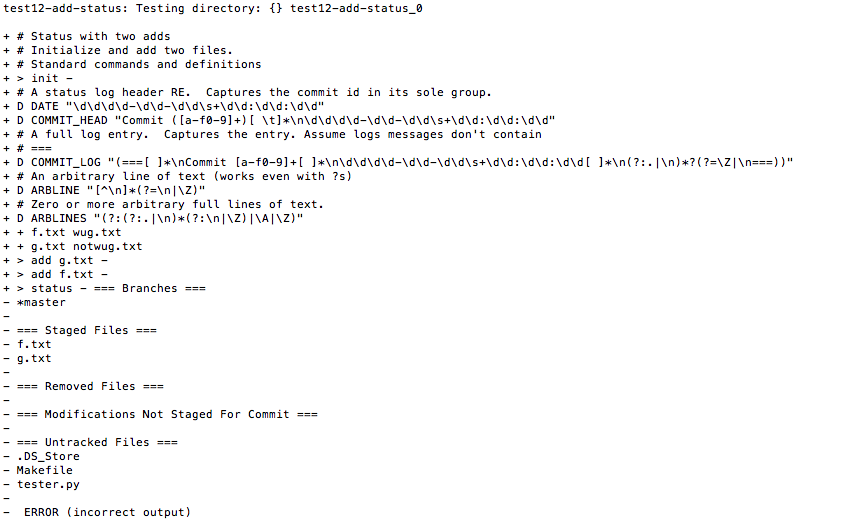 test12-add-status: Testing directory: {} test12-add-status_0
+ # Status with two adds
+ # Initialize and add two files.
+ # Standard commands and definitions
+ > init -
+ # A status log header RE.  Captures the commit id in its sole group.
+ D DATE "\d\d\d\d-\d\d-\d\d\s+\d\d:\d\d:\d\d"
+ D COMMIT_HEAD "Commit ([a-f0-9]+)[ \t]*\n\d\d\d\d-\d\d-\d\d\s+\d\d:\d\d:\d\d"
+ # A full log entry.  Captures the entry. Assume logs messages don't contain
+ # ===
+ D COMMIT_LOG "(===[ ]*\nCommit [a-f0-9]+[ ]*\n\d\d\d\d-\d\d-\d\d\s+\d\d:\d\d:\d\d[ ]*\n(?:.|\n)*?(?=\Z|\n===))"
+ # An arbitrary line of text (works even with ?s)
+ D ARBLINE "[^\n]*(?=\n|\Z)"
+ # Zero or more arbitrary full lines of text.
+ D ARBLINES "(?:(?:.|\n)*(?:\n|\Z)|\A|\Z)"
+ + f.txt wug.txt
+ + g.txt notwug.txt
+ > add g.txt -
+ > add f.txt -
+ > status - === Branches ===
- *master
-
- === Staged Files ===
- f.txt
- g.txt
-
- === Removed Files ===
-
- === Modifications Not Staged For Commit ===
-
- === Untracked Files ===
- .DS_Store
- Makefile
- tester.py
-
-  ERROR (incorrect output)